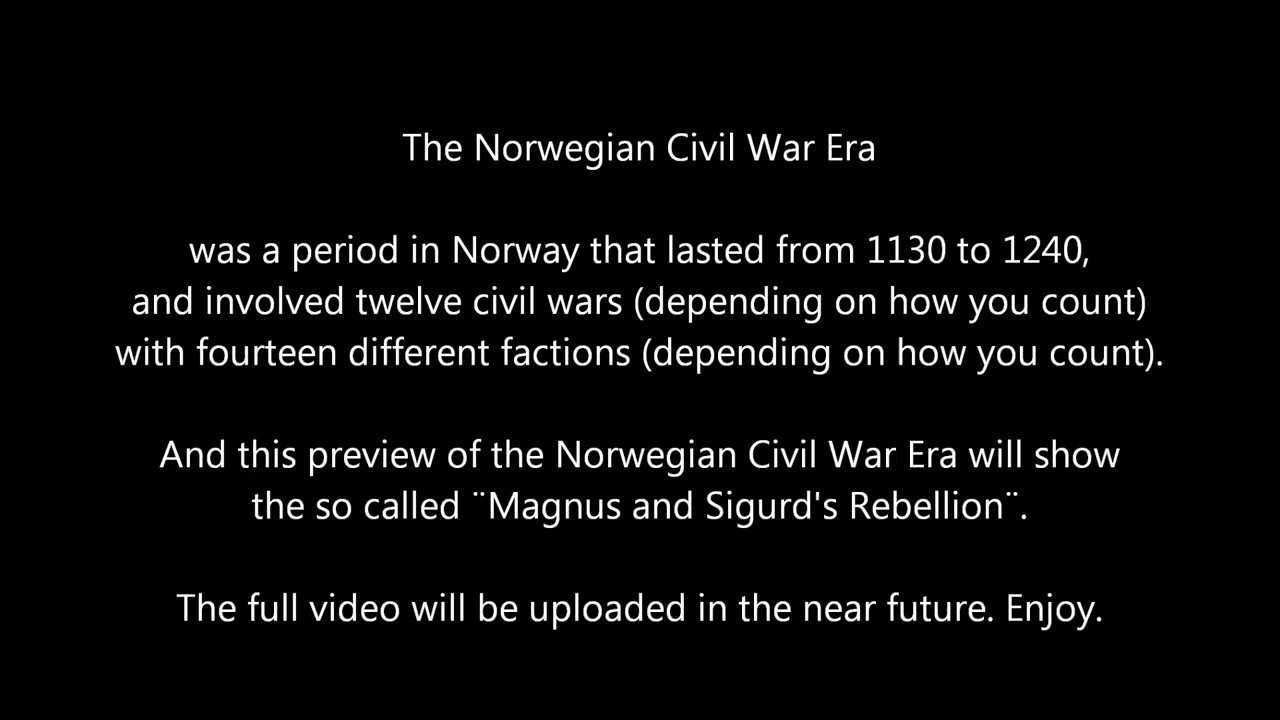 The Norwegian Civil War Era
was a period in Norway that lasted from 1130 to 1240,
and involved twelve civil wars (depending on how you count)
with fourteen different factions (depending on how you count).
And this preview of the Norwegian Civil War Era will show
the so called ¨Magnus and Sigurd's Rebellion¨.
The full video will be uploaded in the near future. Enjoy.